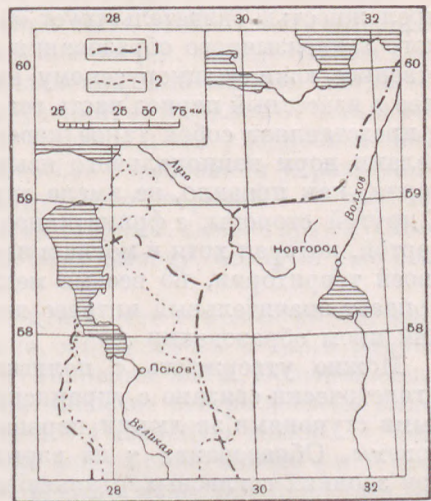 28 30 32
60 60
1
2
25 0 25 50 75 км
Луга
59 59
Волхов
Новгород
58 58
Псков
Великая
28 30 32